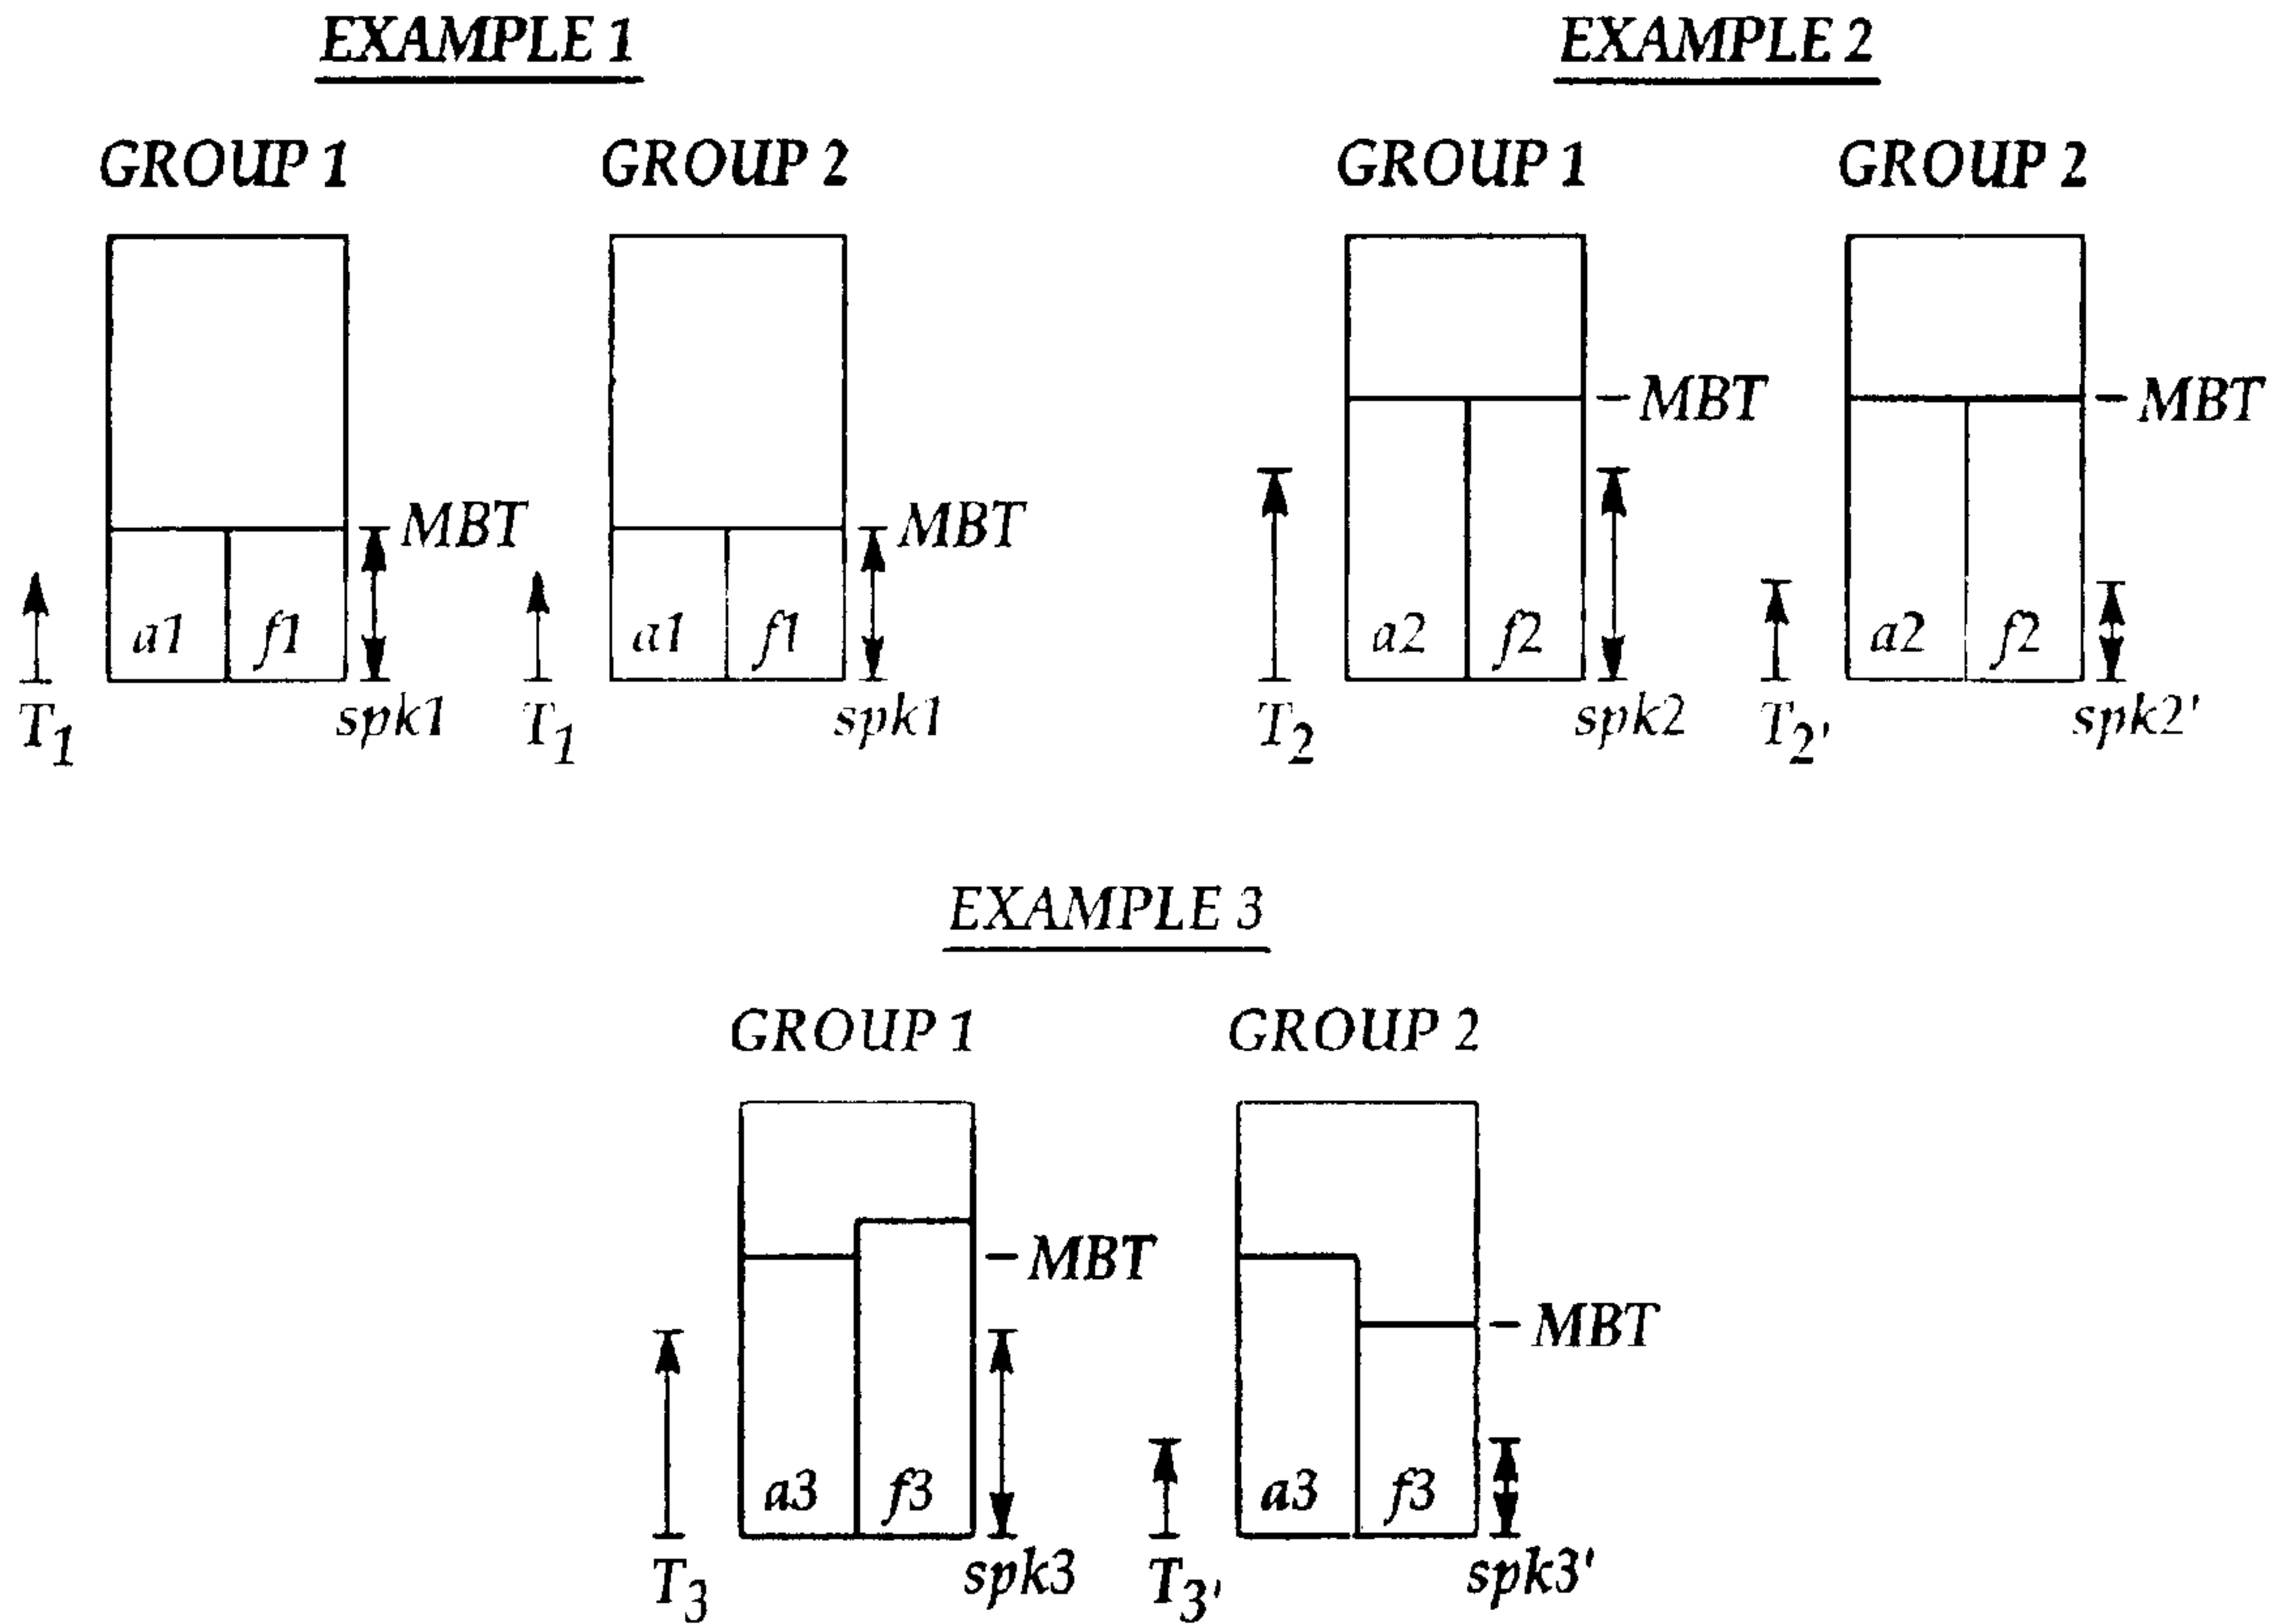 EXAMPLE 1
GROUP 1 GROUP 2
MBT MBT
a1 f1 a1 f1
T1 spk1 T1 spk1
EXAMPLE 2
GROUP 1 GROUP 2
MBT MBT
a2 f2 a2 f2
T2 spk2 T2' spk2'
EXAMPLE 3
GROUP 1 GROUP 2
MBT
MBT
a3 f3 a3 f3
T3 spk3 T3' spk3'